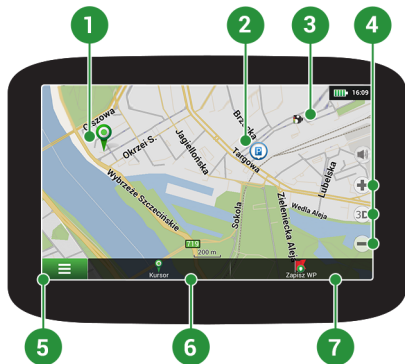 1
2
3
4
16:09
Olszowa
Okrzei S.
Brzeska
Jagiellońska
Targowa
P
Lubelska
Wybrzeże Szczecińskie
Wedla Aleja
3D
Sokola
Zieleniecka Aleja
719
200 m
Kursor
Zapisz WP
5
6
7